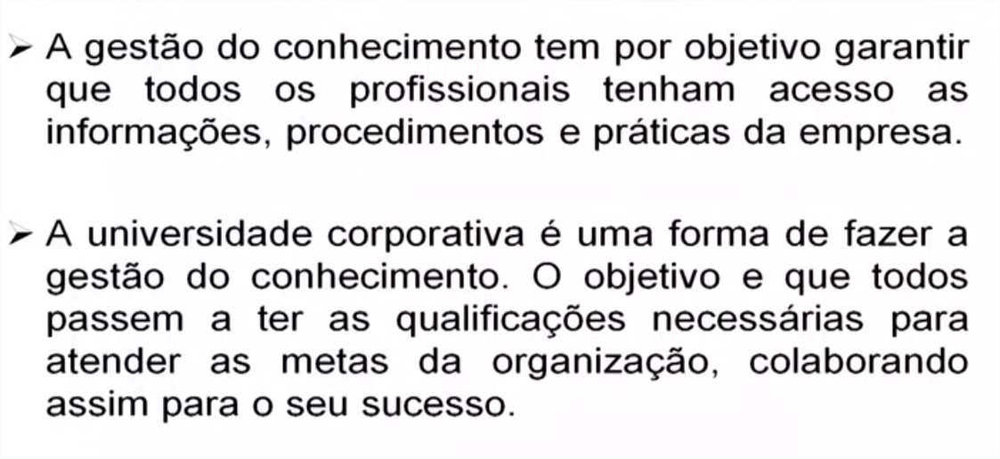 ➢ A gestão do conhecimento tem por objetivo garantir
que todos os profissionais tenham acesso as
informações, procedimentos e práticas da empresa.
➢ A universidade corporativa é uma forma de fazer a
gestão do conhecimento. O objetivo e que todos
passem a ter as qualificações necessárias para
atender as metas da organização, colaborando
assim para o seu sucesso.